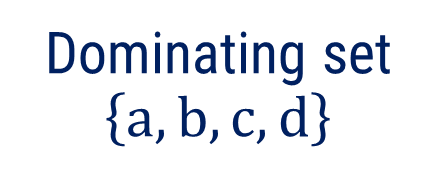 Dominating set
{a, b, c, d}